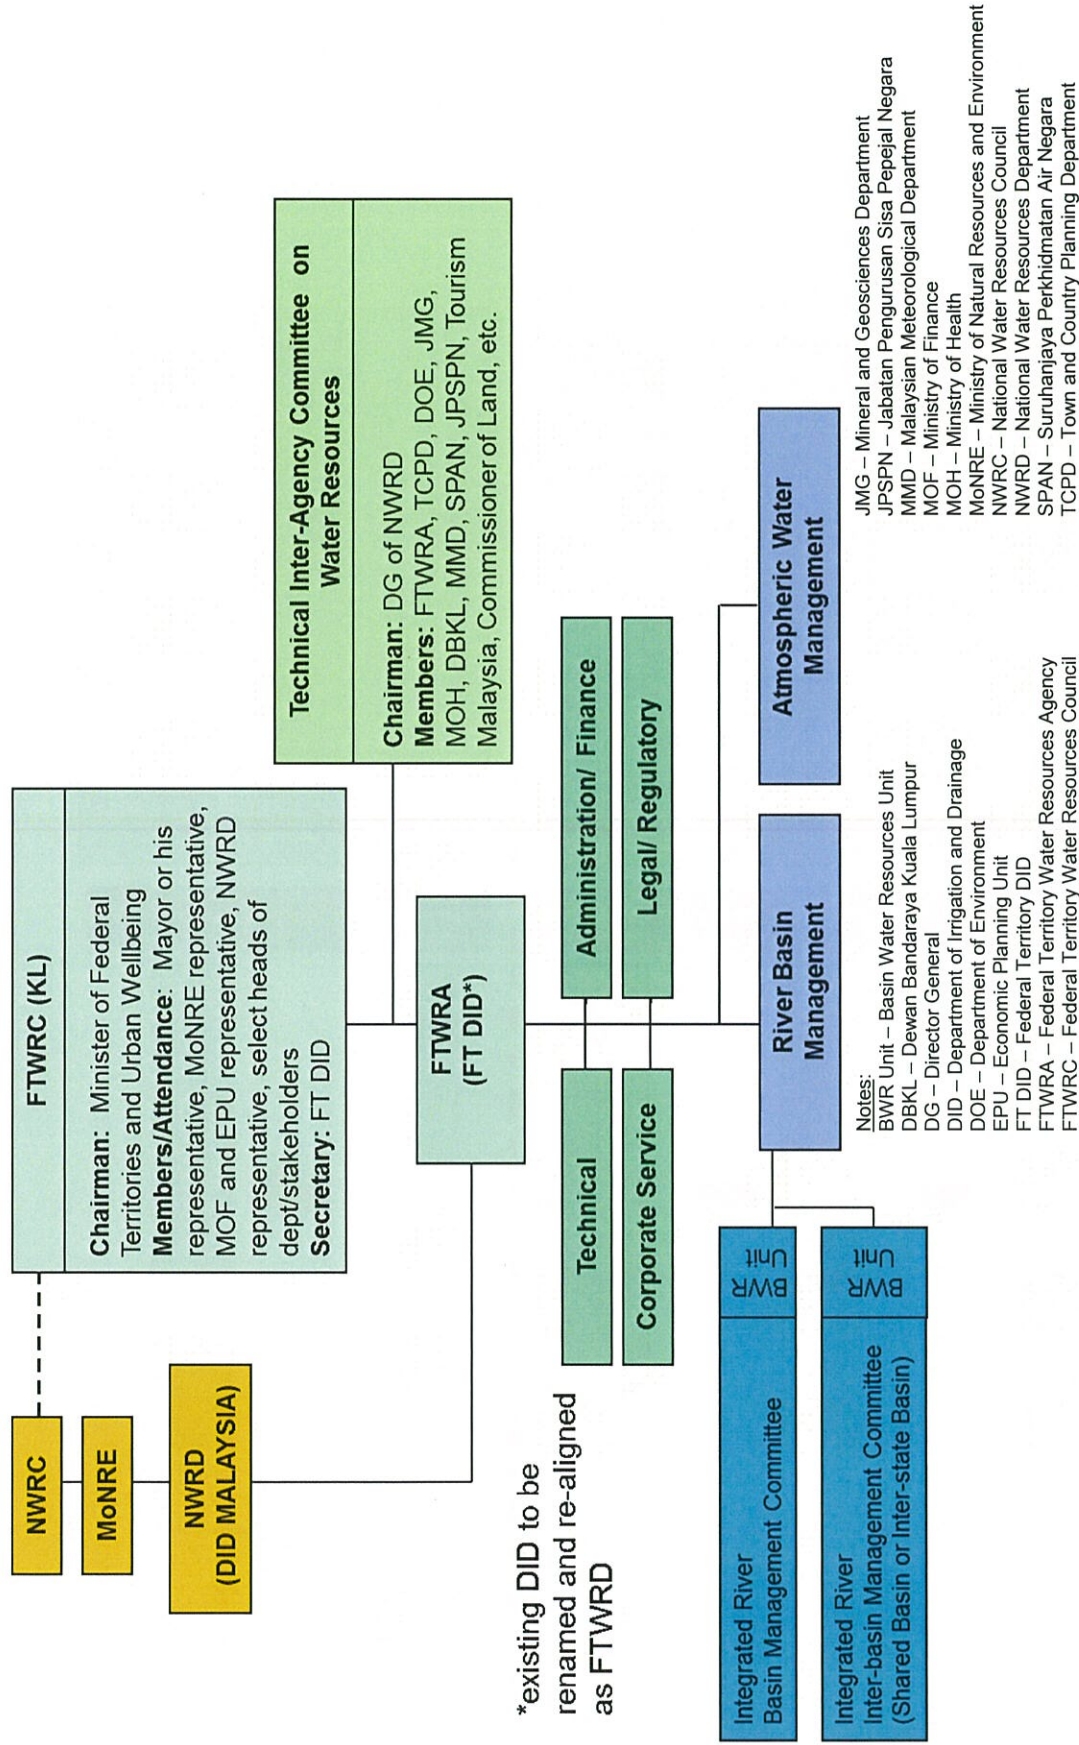 NWRC
MoNRE
NWRD
(DID MALAYSIA)
FTWRC (KL)
Chairman: Minister of Federal
Territories and Urban Wellbeing
Members/Attendance: Mayor or his
representative, MoNRE representative,
MOF and EPU representative, NWRD
representative, select heads of
dept/stakeholders
Secretary: FT DID
Technical Inter-Agency Committee on
Water Resources
Chairman: DG of NWRD
Members: FTWRA, TCPD, DOE, JMG,
MOH, DBKL, MMD, SPAN, JPSPN, Tourism
Malaysia, Commissioner of Land, etc.
FTWRA
(FT DID*)
*existing DID to be
renamed and re-aligned
as FTWRD
Technical
Administration/ Finance
Corporate Service
Legal/ Regulatory
River Basin
Management
Atmospheric Water
Management
Integrated River
Basin Management Committee
BWR
Unit
Integrated River
Inter-basin Management Committee
(Shared Basin or Inter-state Basin)
BWR
Unit
Notes:
BWR Unit – Basin Water Resources Unit
DBKL – Dewan Bandaraya Kuala Lumpur
DG – Director General
DID – Department of Irrigation and Drainage
DOE – Department of Environment
EPU – Economic Planning Unit
FT DID – Federal Territory DID
FTWRA – Federal Territory Water Resources Agency
FTWRC – Federal Territory Water Resources Council
JMG – Mineral and Geosciences Department
JPSPN – Jabatan Pengurusan Sisa Pepejal Negara
MMD – Malaysian Meteorological Department
MOF – Ministry of Finance
MOH – Ministry of Health
MoNRE – Ministry of Natural Resources and Environment
NWRC – National Water Resources Council
NWRD – National Water Resources Department
SPAN – Suruhanjaya Perkhidmatan Air Negara
TCPD – Town and Country Planning Department